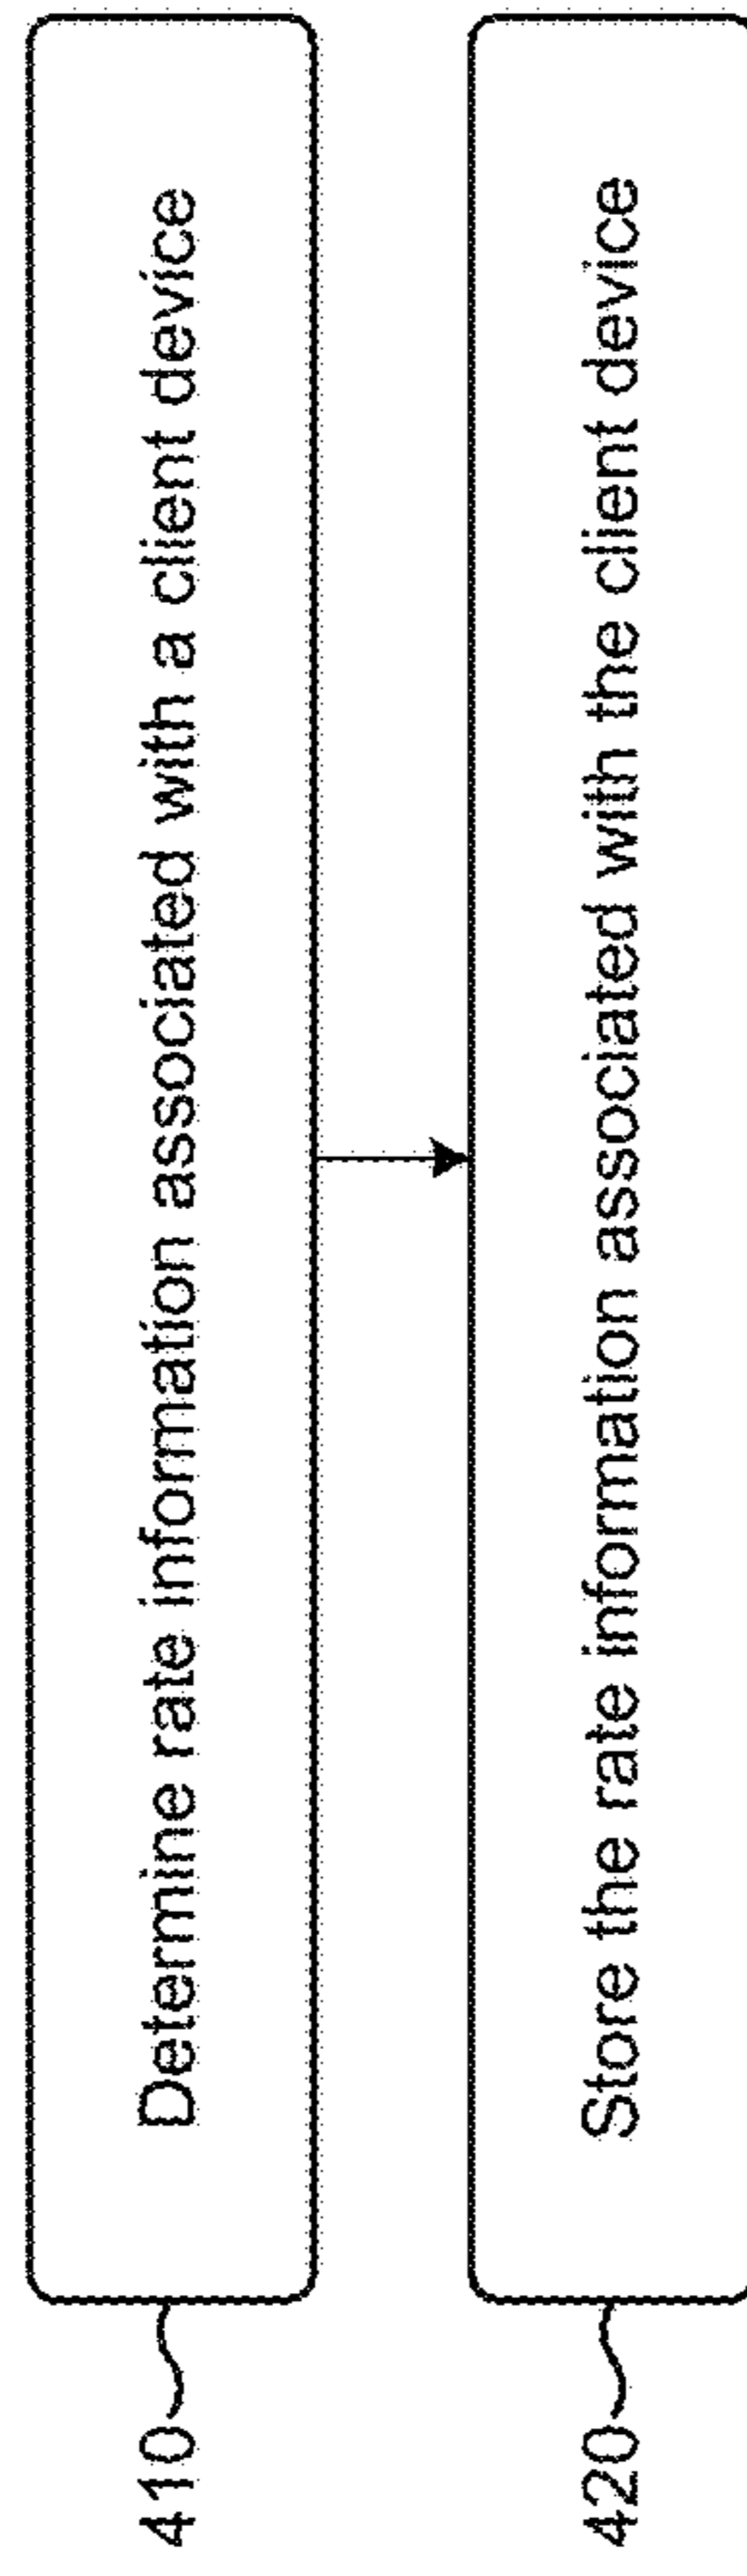 410
Determine rate information associated with a client device
420
Store the rate information associated with the client device